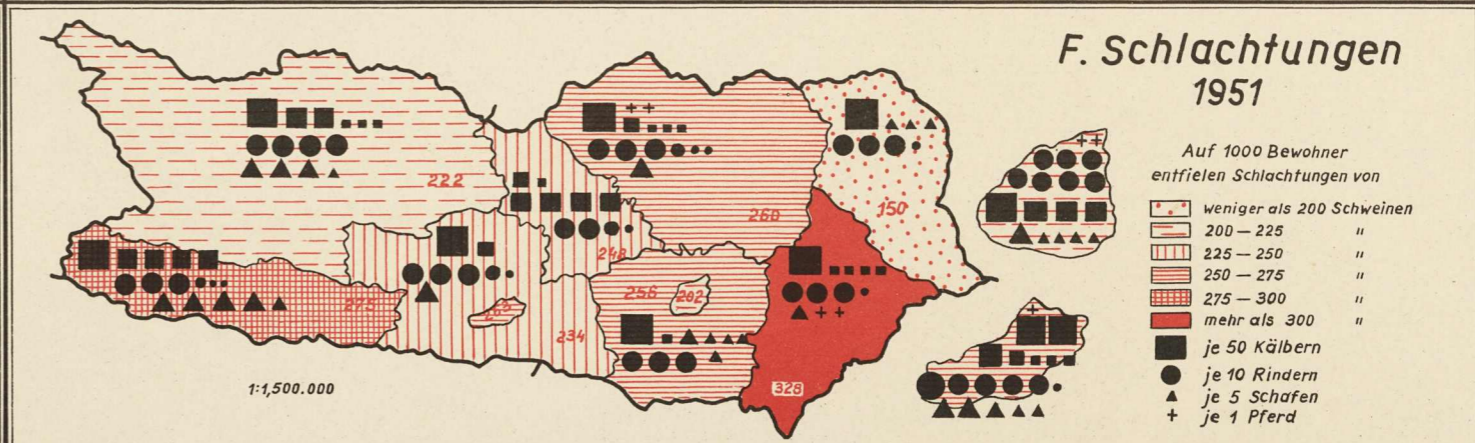 F. Schlachtungen
1951
Auf 1000 Bewohner
entfielen Schlachtungen von
weniger als 200 Schweinen
200 — 225 "
225 — 250 "
250 — 275 "
275 — 300 "
mehr als 300 "
je 50 Kälbern
je 10 Rindern
je 5 Schafen
je 1 Pferd
222
260
150
248
275
234
256
202
328
1:1,500.000